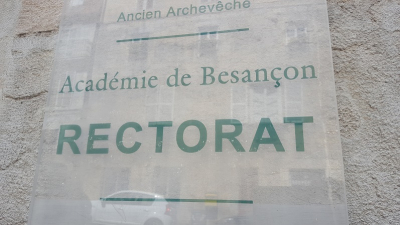 Ancien Archevêché
Académie de Besançon
RECTORAT